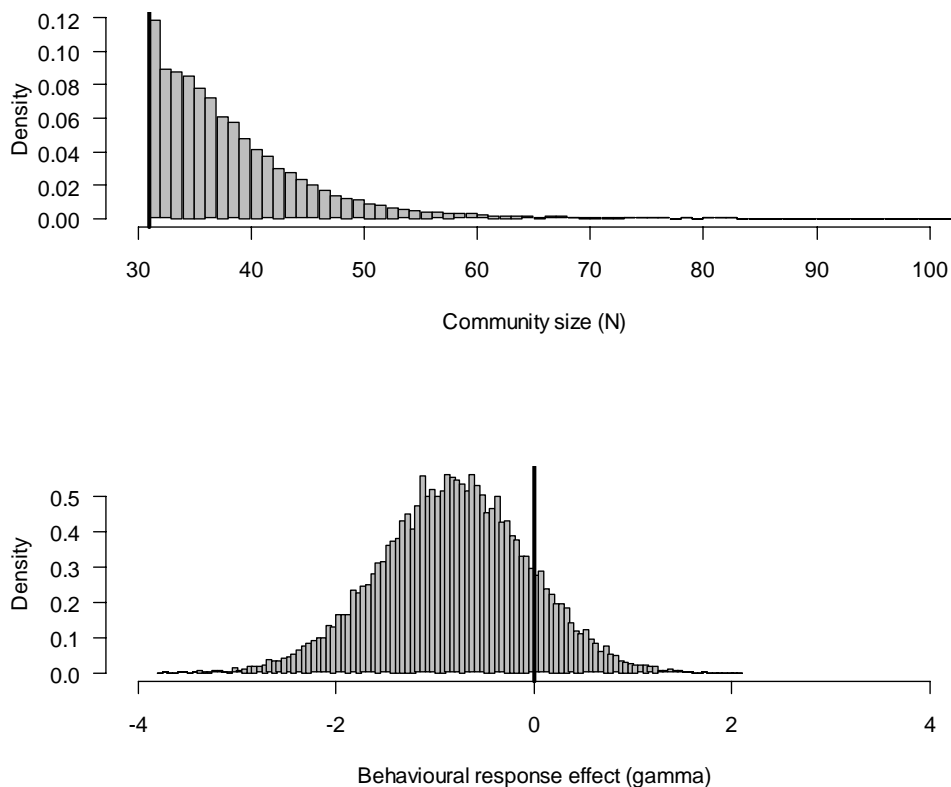 0.12
0.10
0.08
0.06
0.04
0.02
0.00
Density
30 40 50 60 70 80 90 100
Community size (N)
0.5
0.4
0.3
0.2
0.1
0.0
Density
-4 -2 0 2 4
Behavioural response effect (gamma)